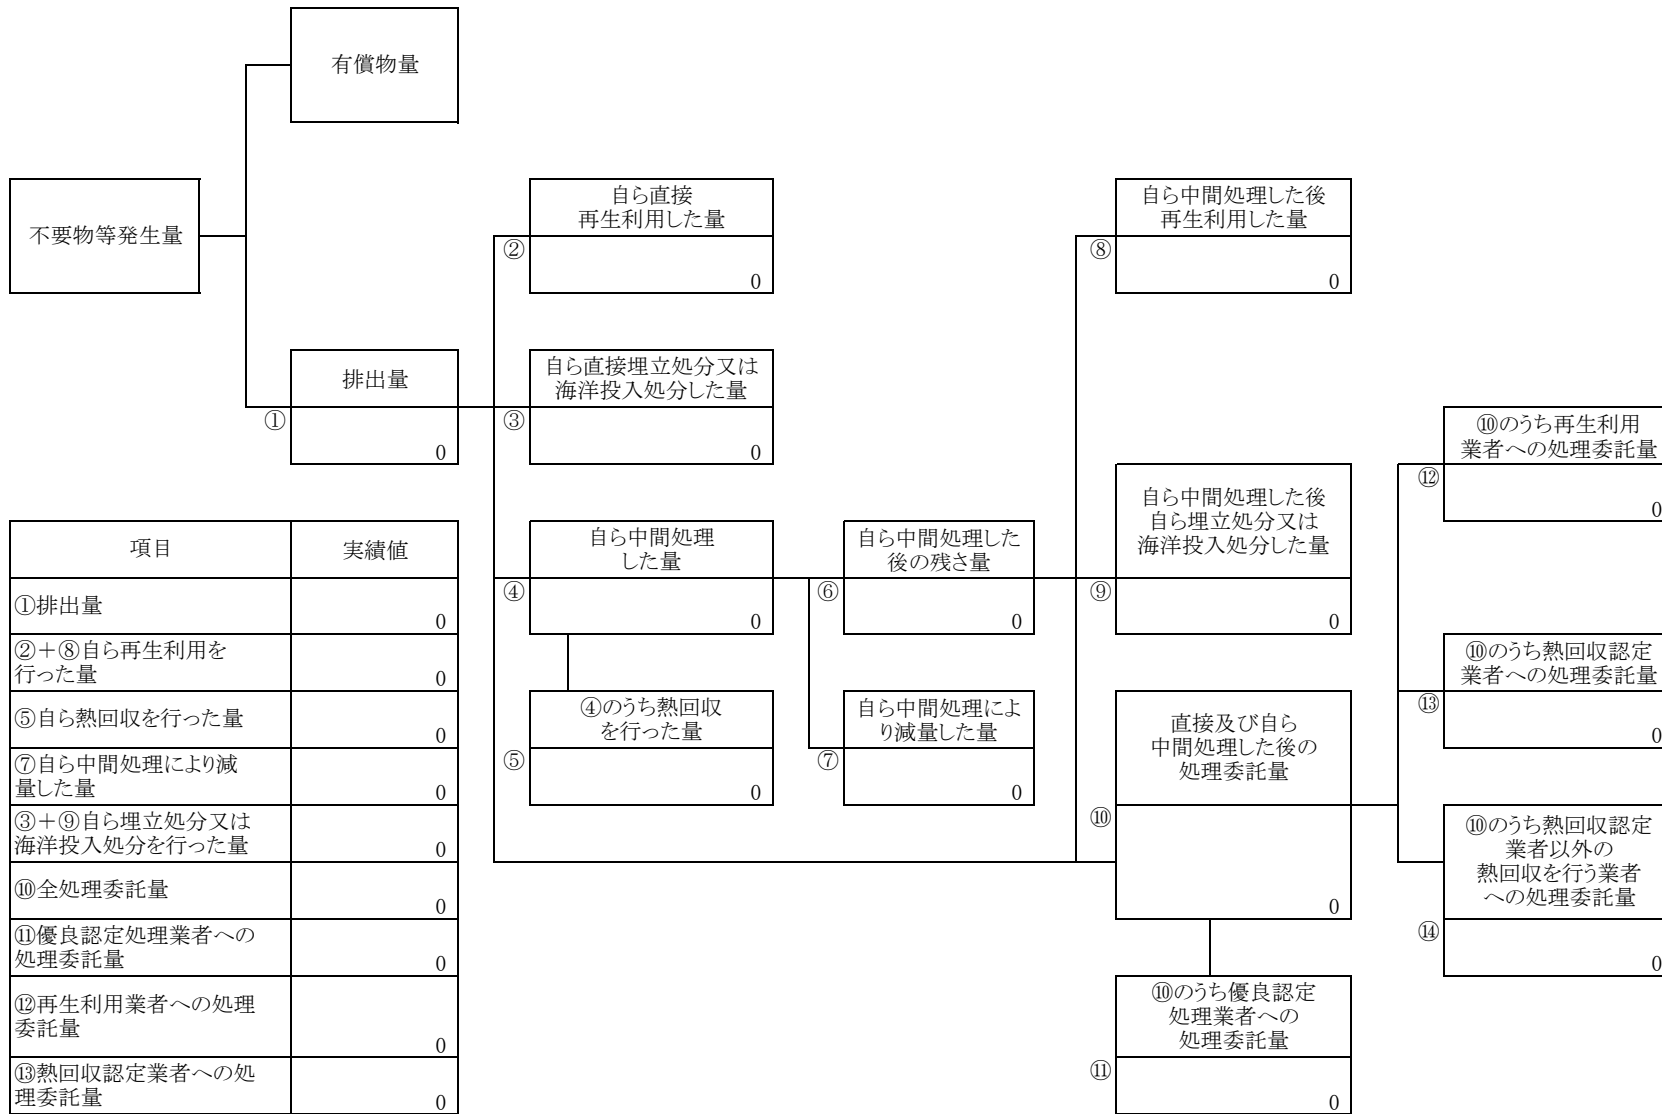 有償物量
不要物等発生量
自ら直接
再生利用した量
②
0
自ら中間処理した後
再生利用した量
⑧
0
排出量
①
0
自ら直接埋立処分又は
海洋投入処分した量
③
0
自ら中間処理した後
自ら埋立処分又は
海洋投入処分した量
⑨
0
⑩のうち再生利用
業者への処理委託量
⑫
0
自ら中間処理
した量
④
0
自ら中間処理した
後の残さ量
⑥
0
④のうち熱回収
を行った量
⑤
0
自ら中間処理によ
り減量した量
⑦
0
直接及び自ら
中間処理した後の
処理委託量
⑩
0
⑩のうち熱回収認定
業者への処理委託量
⑬
0
⑩のうち熱回収認定
業者以外の
熱回収を行う業者
への処理委託量
⑭
0
⑩のうち優良認定
処理業者への
処理委託量
⑪
0
項目 実績値
①排出量
0
②+⑧自ら再生利用を
行った量
0
⑤自ら熱回収を行った量
0
⑦自ら中間処理により減
量した量
0
③+⑨自ら埋立処分又は
海洋投入処分を行った量
0
⑩全処理委託量
0
⑪優良認定処理業者への
処理委託量
0
⑫再生利用業者への処理
委託量
0
⑬熱回収認定業者への処
理委託量
0